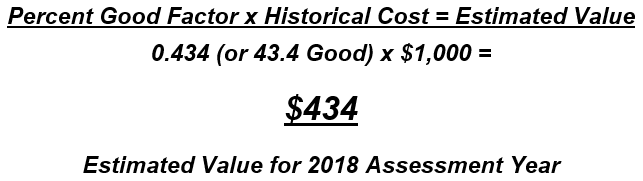 Percent Good Factor x Historical Cost = Estimated Value
0.434 (or 43.4 Good) x $1,000 =
$434
Estimated Value for 2018 Assessment Year